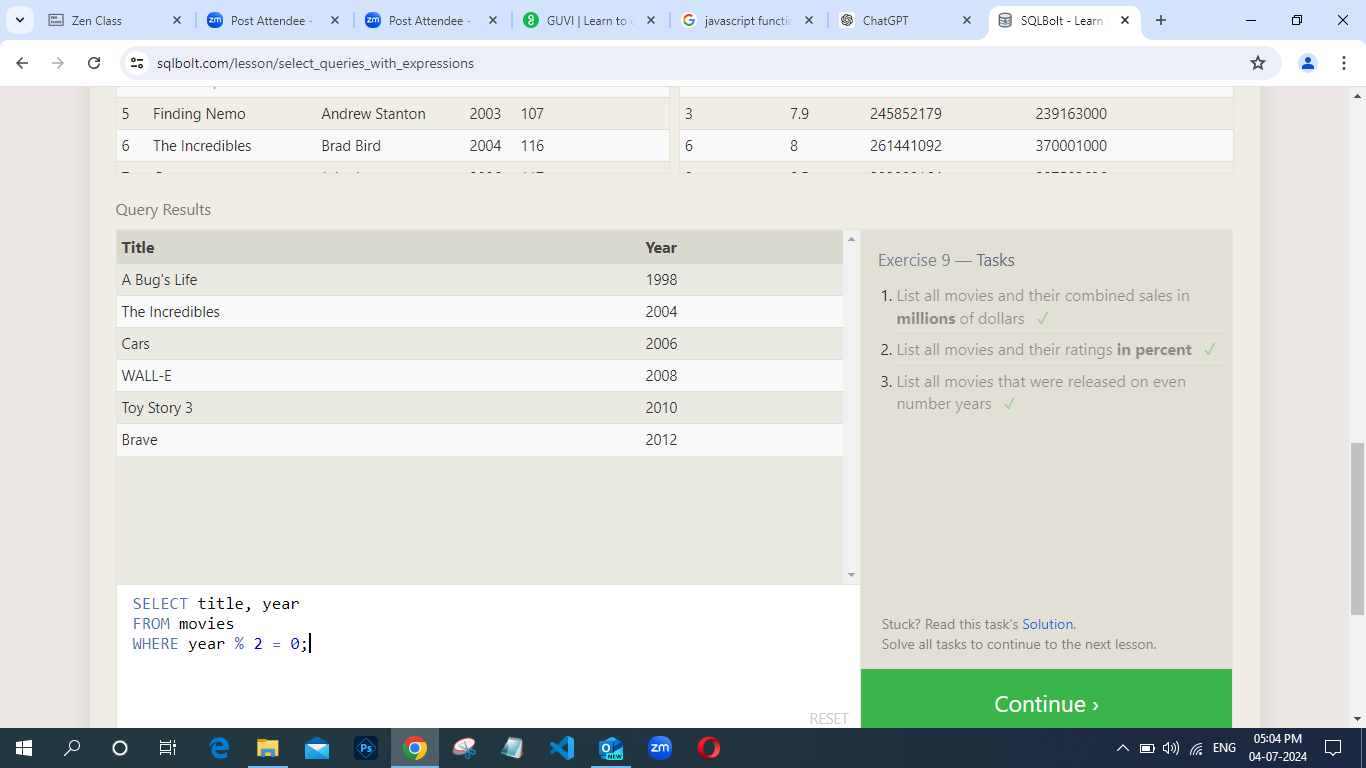 Zen Class
Post Attendee -
Post Attendee -
GUVI | Learn to
javascript functi
ChatGPT
SQLBolt - Learn
sqlbolt.com/lesson/select_queries_with_expressions
5 Finding Nemo Andrew Stanton 2003 107
3 7.9 245852179 239163000
6 The Incredibles Brad Bird 2004 116
6 8 261441092 370001000
Query Results
Title Year
A Bug's Life 1998
The Incredibles 2004
Cars 2006
WALL-E 2008
Toy Story 3 2010
Brave 2012
Exercise 9 — Tasks
1. List all movies and their combined sales in
millions of dollars ✓
2. List all movies and their ratings in percent ✓
3. List all movies that were released on even
number years ✓
SELECT title, year
FROM movies
WHERE year % 2 = 0;
RESET
Stuck? Read this task's Solution.
Solve all tasks to continue to the next lesson.
Continue ›
ENG
05:04 PM
04-07-2024